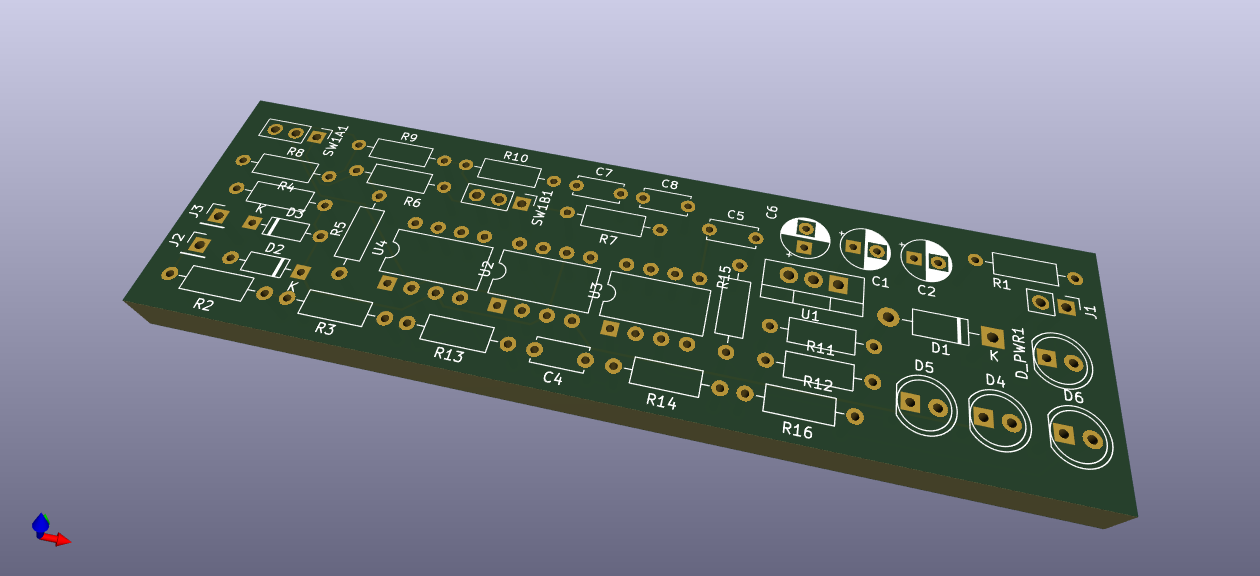 SW1A1
R9
R8
R10
C7
C8
R4
R6
K
D3
J3
SW1B1
C6
C5
R5
R7
J2
D2
U4
U2
K
R15
C1
C2
R1
J1
R2
U3
U1
R3
R13
R11
D1
K
D_PWR1
C4
R12
D5
D4
D6
R14
R16